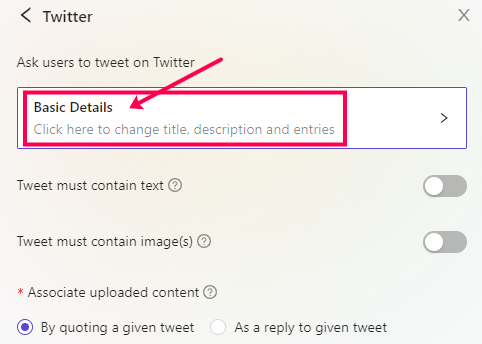 Twitter
Ask users to tweet on Twitter
Basic Details
Click here to change title, description and entries
Tweet must contain text
Tweet must contain image(s)
* Associate uploaded content
By quoting a given tweet As a reply to given tweet